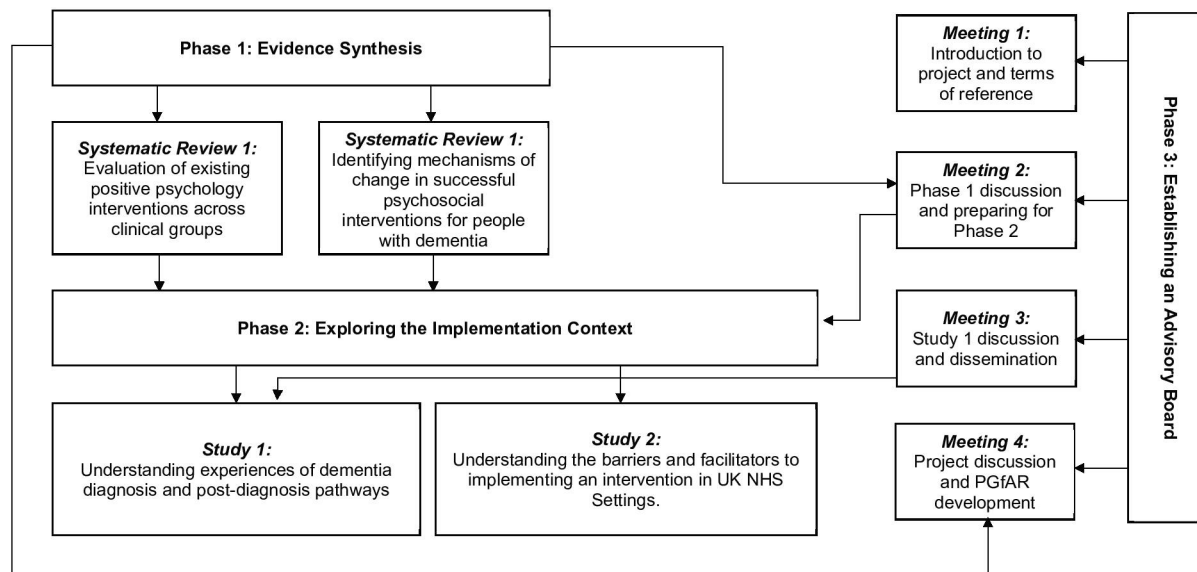 Phase 1: Evidence Synthesis
Systematic Review 1:
Evaluation of existing
positive psychology
interventions across
clinical groups
Systematic Review 1:
Identifying mechanisms of
change in successful
psychosocial
interventions for people
with dementia
Phase 2: Exploring the Implementation Context
Study 1:
Understanding experiences of dementia
diagnosis and post-diagnosis pathways
Study 2:
Understanding the barriers and facilitators to
implementing an intervention in UK NHS
Settings.
Meeting 1:
Introduction to
project and terms
of reference
Meeting 2:
Phase 1 discussion
and preparing for
Phase 2
Meeting 3:
Study 1 discussion
and dissemination
Meeting 4:
Project discussion
and PGfAR
development
Phase 3: Establishing an Advisory
Board